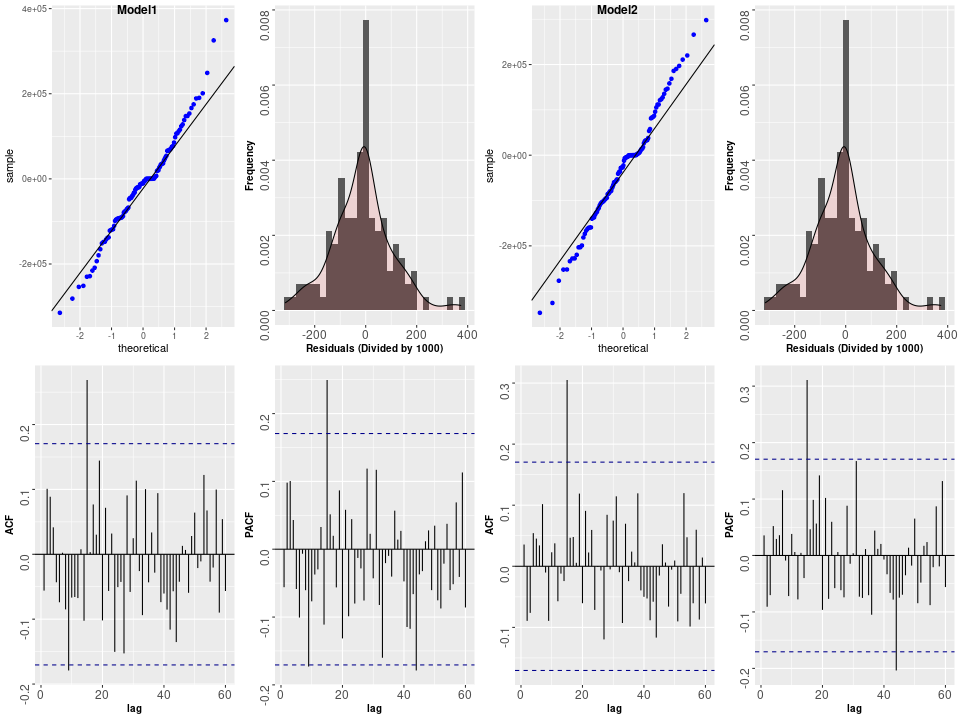 Model1
4e+05
2e+05
0e+00
-2e+05
sample
-2 -1 0 1 2
theoretical
0.008
0.006
0.004
0.002
0.000
Frequency
-200 0 200 400
Residuals (Divided by 1000)
Model2
2e+05
0e+00
-2e+05
sample
-2 -1 0 1 2
theoretical
0.008
0.006
0.004
0.002
0.000
Frequency
-200 0 200 400
Residuals (Divided by 1000)
0.2
0.1
0.0
-0.1
-0.2
ACF
0 20 40 60
lag
0.2
0.1
0.0
-0.1
-0.2
PACF
0 20 40 60
lag
0.3
0.2
0.1
0.0
-0.1
ACF
0 20 40 60
lag
0.3
0.2
0.1
0.0
-0.1
-0.2
PACF
0 20 40 60
lag